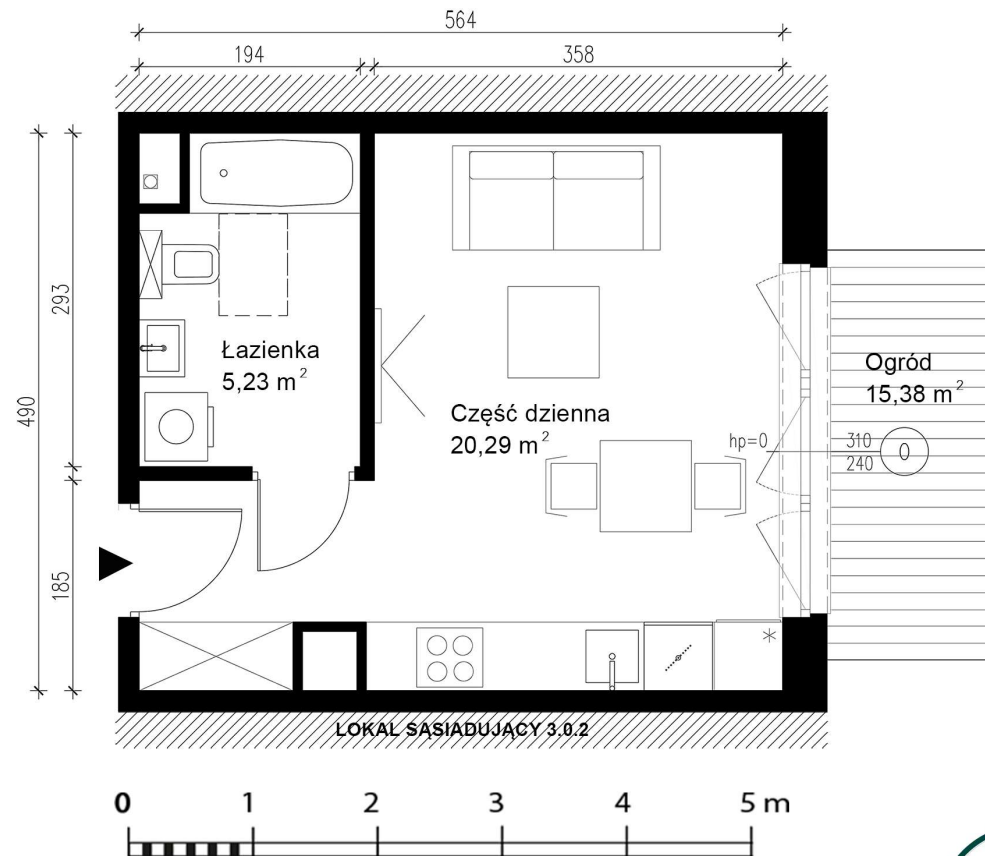 564
194
358
293
490
185
Łazienka
5,23 m²
Część dzienna
20,29 m²
Ogród
15,38 m²
hp=0
310
240
0
*
LOKAL SĄSIADUJĄCY 3.0.2
0 1 2 3 4 5 m